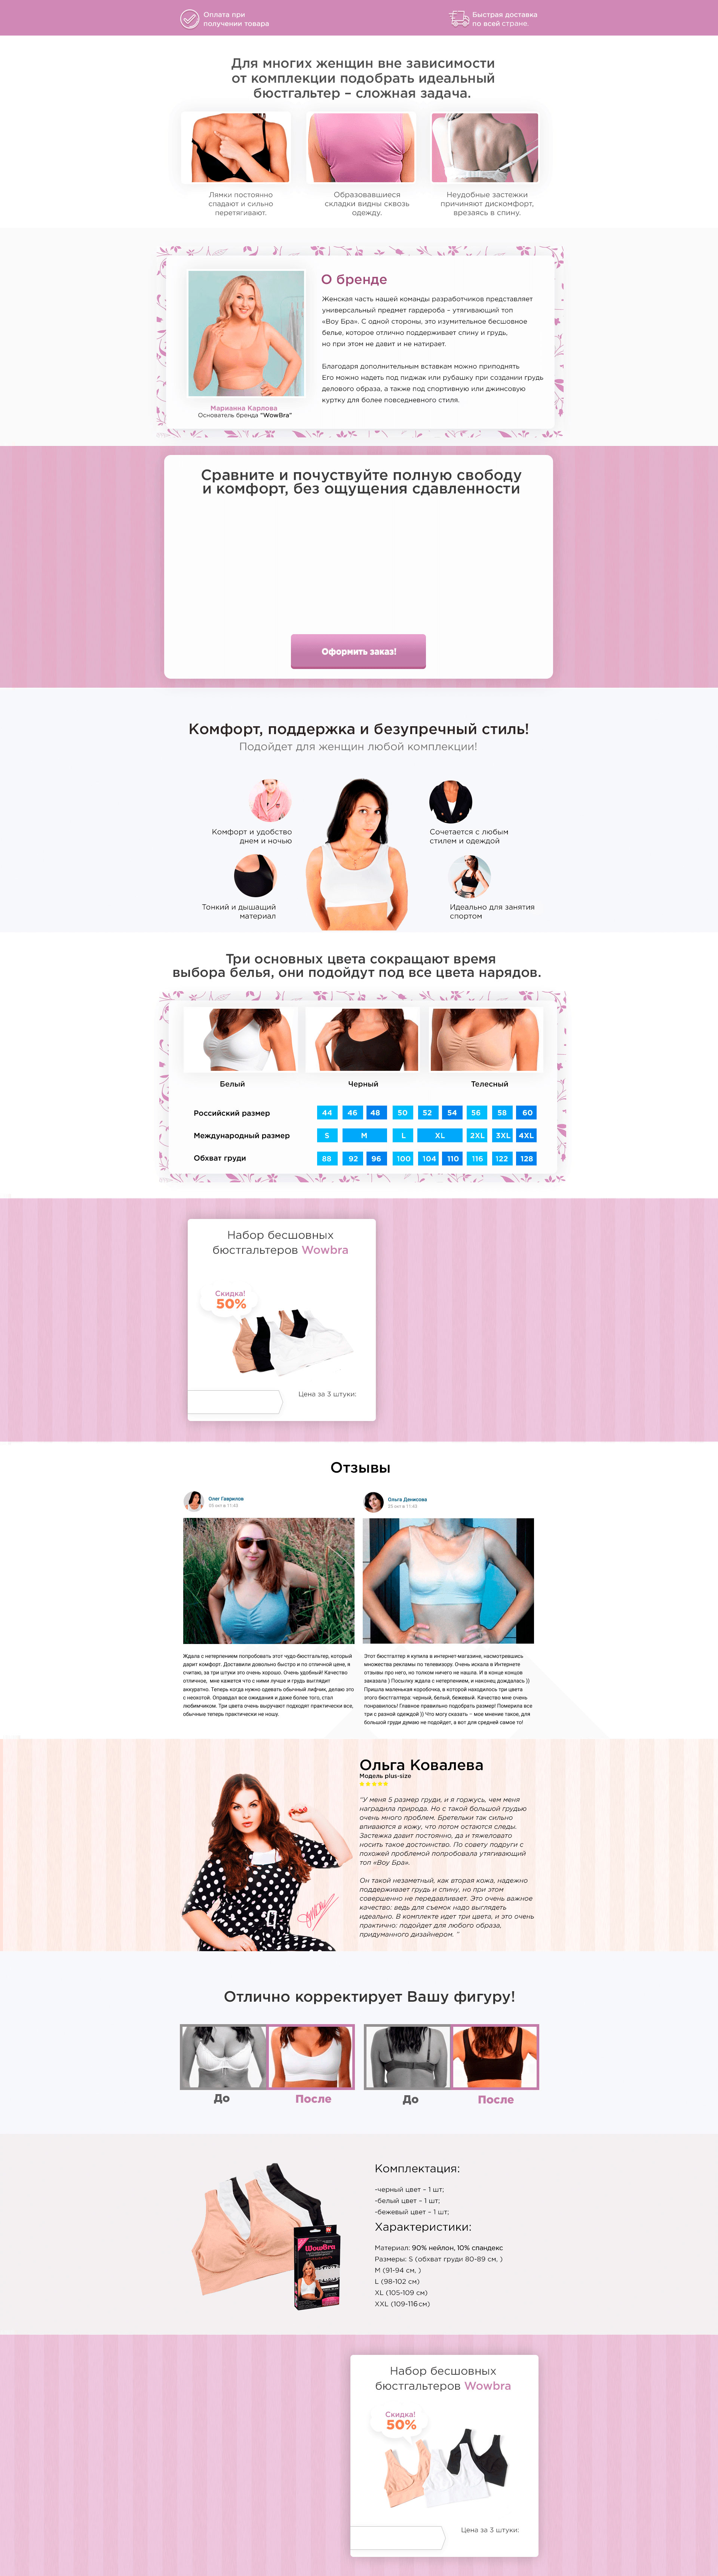 Оплата при
получении товара
Быстрая доставка
по всей стране.
Для многих женщин вне зависимости
от комплекции подобрать идеальный
бюстгальтер – сложная задача.
Лямки постоянно
спадают и сильно
перетягивают.
Образовавшиеся
складки видны сквозь
одежду.
Неудобные застежки
причиняют дискомфорт,
врезаясь в спину.
О бренде
Женская часть нашей команды разработчиков представляет
универсальный предмет гардероба – утягивающий топ
«Воу Бра». С одной стороны, это изумительное бесшовное
белье, которое отлично поддерживает спину и грудь,
но при этом не давит и не натирает.
Благодаря дополнительным вставкам можно приподнять
Его можно надеть под пиджак или рубашку при создании грудь
делового образа, а также под спортивную или джинсовую
куртку для более повседневного стиля.
Марианна Карлова
Основатель бренда "WowBra"
Сравните и почуствуйте полную свободу
и комфорт, без ощущения сдавленности
Оформить заказ!
Комфорт, поддержка и безупречный стиль!
Подойдет для женщин любой комплекции!
Комфорт и удобство
днем и ночью
Сочетается с любым
стилем и одеждой
Тонкий и дышащий
материал
Идеально для занятия
спортом
Три основных цвета сокращают время
выбора белья, они подойдут под все цвета нарядов.
Белый
Черный
Телесный
Российский размер 44 46 48 50 52 54 56 58 60
Международный размер S M L XL 2XL 3XL 4XL
Обхват груди 88 92 96 100 104 110 116 122 128
Набор бесшовных
бюстгальтеров Wowbra
Скидка!
50%
Цена за 3 штуки:
Отзывы
Олег Гаврилов
Ольга Денисова
25 окт в 11:43
Ждала с нетерпением попробовать этот чудо-бюстгальтер, который
дарит комфорт. Доставили довольно быстро и по отличной цене, я
считаю, за три штуки это очень хорошо. Очень удобный! Качество
отличное, мне кажется что с ними лучше и грудь выглядит
аккуратно. Теперь когда нужно одевать обычный лифчик, делаю это
с неохотой. Оправдал все ожидания и даже более того, стал
любимчиком. Три цвета очень выручают подходят практически все,
обычные теперь практически не ношу.
Этот бюстгалтер я купила в интернет-магазине, насмотревшись
множества рекламы по телевизору. Очень искала в Интернете
отзывы про него, но толком ничего не нашла. И в конце концов
заказала ) Посылку ждала с нетерпением, и наконец дождалась ))
Пришла маленькая коробочка, в которой находилось три цвета
этого бюстгалтера: черный, белый, бежевый. Качество мне очень
понравилось! Главное правильно подобрать размер! Померила все
три с разной одеждой )) Что могу сказать – мое мнение такое, для
большой груди думаю не подойдет, а вот для средней самое то!
Ольга Ковалева
Модель plus-size
"У меня 5 размер груди, и я горжусь, чем меня
наградила природа. Но с такой большой грудью
очень много проблем. Бретельки так сильно
впиваются в кожу, что потом остаются следы.
Застежка давит постоянно, да и тяжеловато
носить такое достоинство. По совету подруги с
похожей проблемой попробовала утягивающий
топ «Воу Бра».
Он такой незаметный, как вторая кожа, надежно
поддерживает грудь и спину, но при этом
совершенно не передавливает. Это очень важное
качество: ведь для съемок надо выглядеть
идеально. В комплекте идет три цвета, и это очень
практично: подойдет для любого образа,
придуманного дизайнером. "
Отлично корректирует Вашу фигуру!
До
После
До
После
Комплектация:
-черный цвет – 1 шт;
-белый цвет – 1 шт;
-бежевый цвет – 1 шт;
Характеристики:
Материал: 90% нейлон, 10% спандекс
Размеры: S (обхват груди 80-89 см, )
M (91-94 см, )
L (98-102 см)
XL (105-109 см)
XXL (109-116см)
WowBra
Набор бесшовных
бюстгальтеров Wowbra
Скидка!
50%
Цена за 3 штуки: